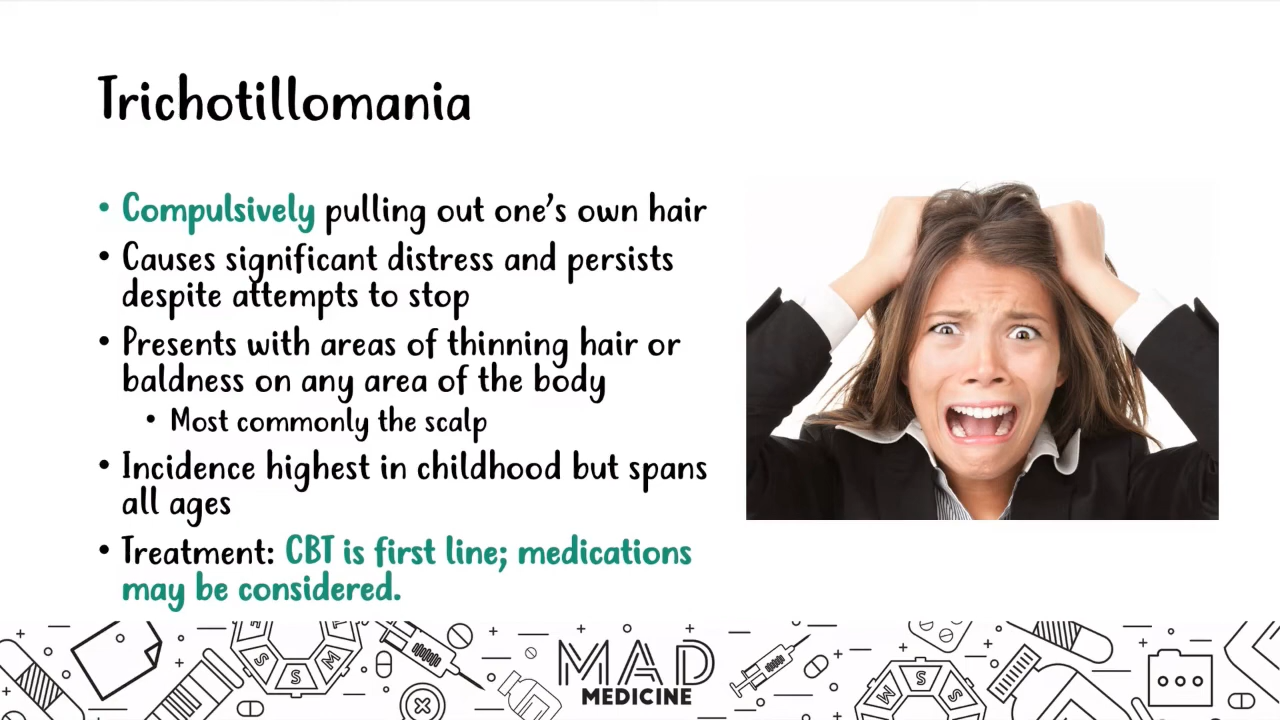 Trichotillomania
• Compulsively pulling out one’s own hair
• Causes significant distress and persists
despite attempts to stop
• Presents with areas of thinning hair or
baldness on any area of the body
• Most commonly the scalp
• Incidence highest in childhood but spans
all ages
• Treatment: CBT is first line; medications
may be considered.
MAD
MEDICINE